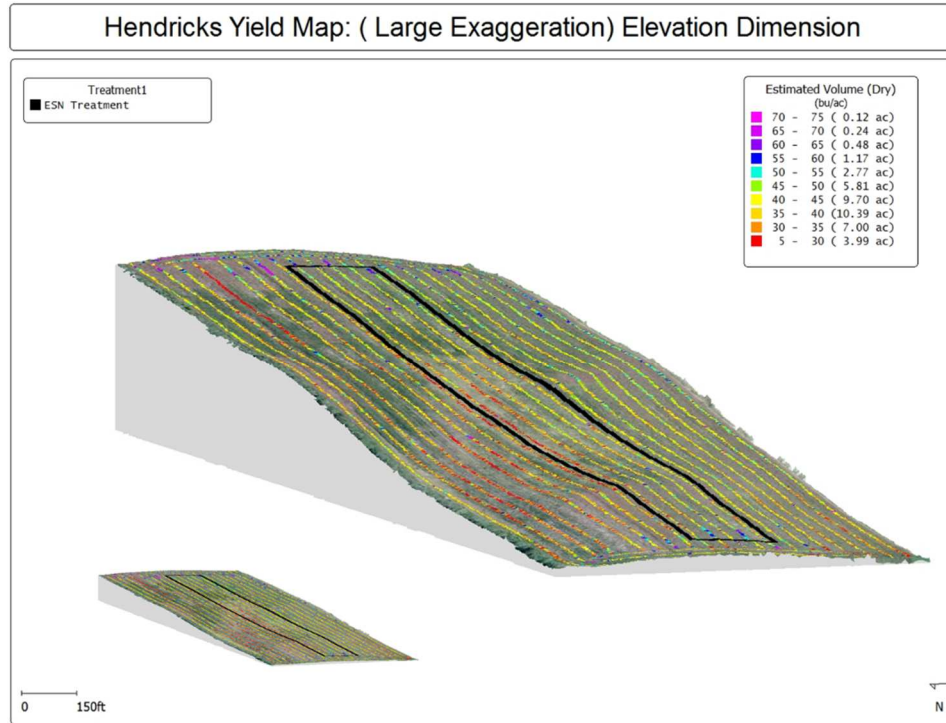 Hendricks Yield Map: ( Large Exaggeration) Elevation Dimension
Treatment1
ESN Treatment
Estimated Volume (Dry)
(bu/ac)
70 - 75 ( 0.12 ac)
65 - 70 ( 0.24 ac)
60 - 65 ( 0.48 ac)
55 - 60 ( 1.17 ac)
50 - 55 ( 2.77 ac)
45 - 50 ( 5.81 ac)
40 - 45 ( 9.70 ac)
35 - 40 (10.39 ac)
30 - 35 ( 7.00 ac)
5 - 30 ( 3.99 ac)
0 150ft
N